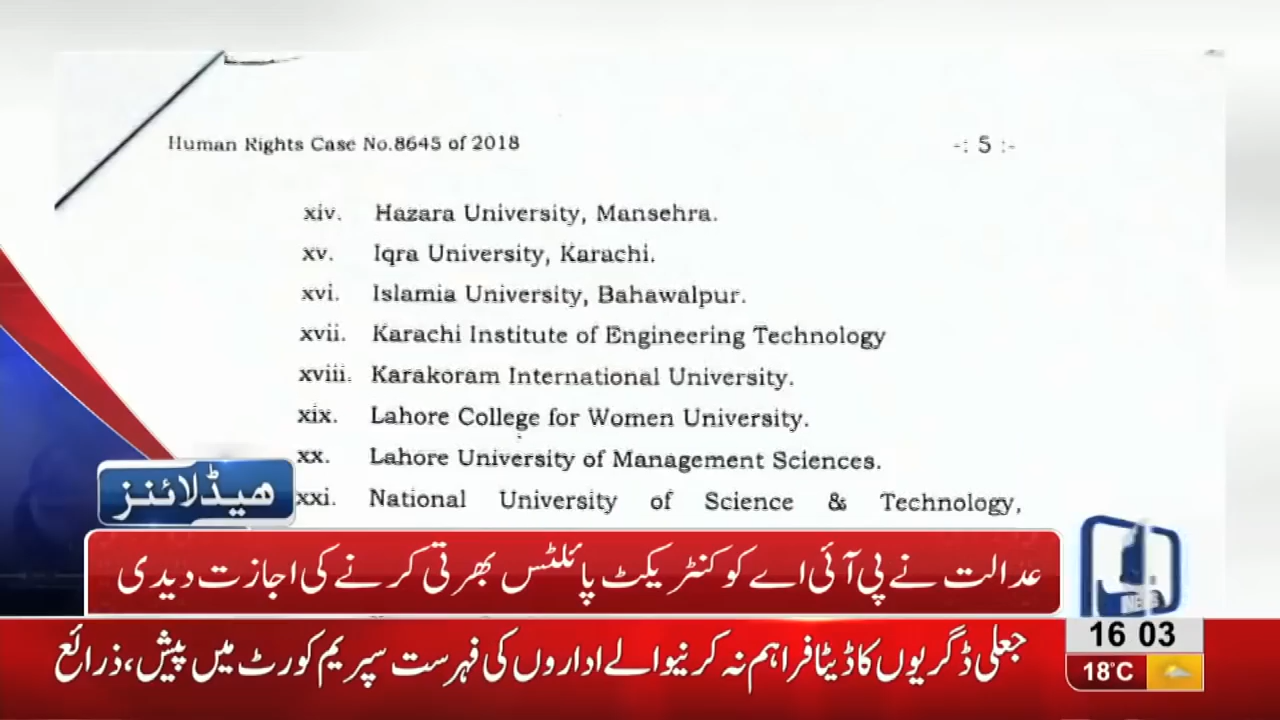 Human Rights Case No.8645 of 2018 -: 5 :-
xiv. Hazara University, Mansehra.
xv. Iqra University, Karachi.
xvi. Islamia University, Bahawalpur.
xvii. Karachi Institute of Engineering Technology
xviii. Karakoram International University.
xix. Lahore College for Women University.
xx. Lahore University of Management Sciences.
xxi. National University of Science & Technology,
ھیڈلائنز
عدالت نے پی آئی اے کو کنٹریکٹ پائلٹس بھرتی کرنے کی اجازت دیدی
NEWS
16 03
جعلی ڈگریوں کا ڈیٹا فراہم نہ کرنیوالے اداروں کی فہرست سپریم کورٹ میں پیش، ذرائع
18°C